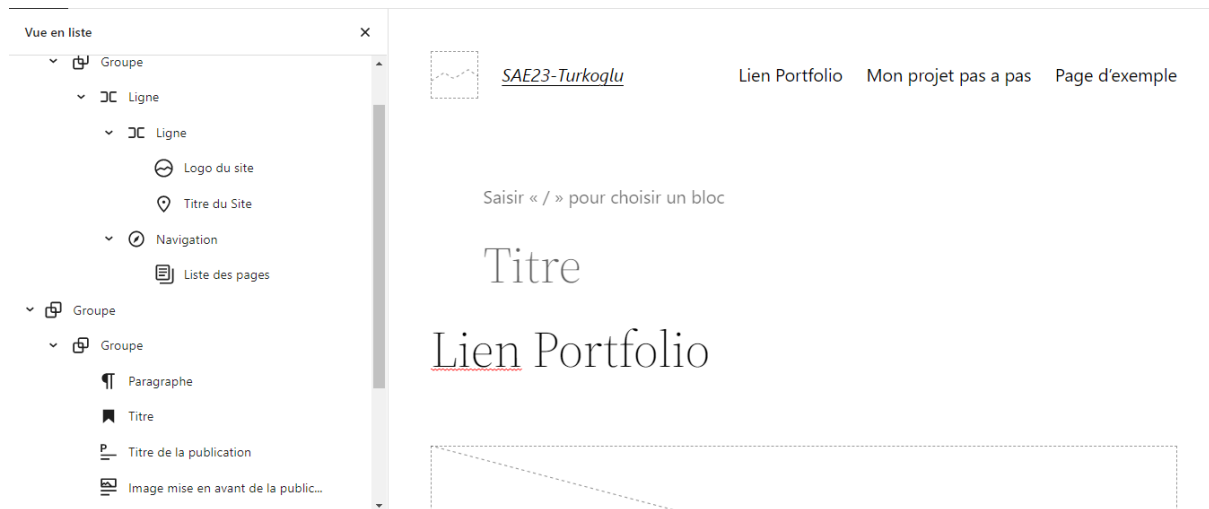 Vue en liste
Groupe
Ligne
Ligne
Logo du site
Titre du Site
Navigation
Liste des pages
Groupe
Groupe
Paragraphe
Titre
Titre de la publication
Image mise en avant de la public...
SAE23-Turkoglu
Lien Portfolio Mon projet pas a pas Page d'exemple
Saisir « / » pour choisir un bloc
Titre
Lien Portfolio